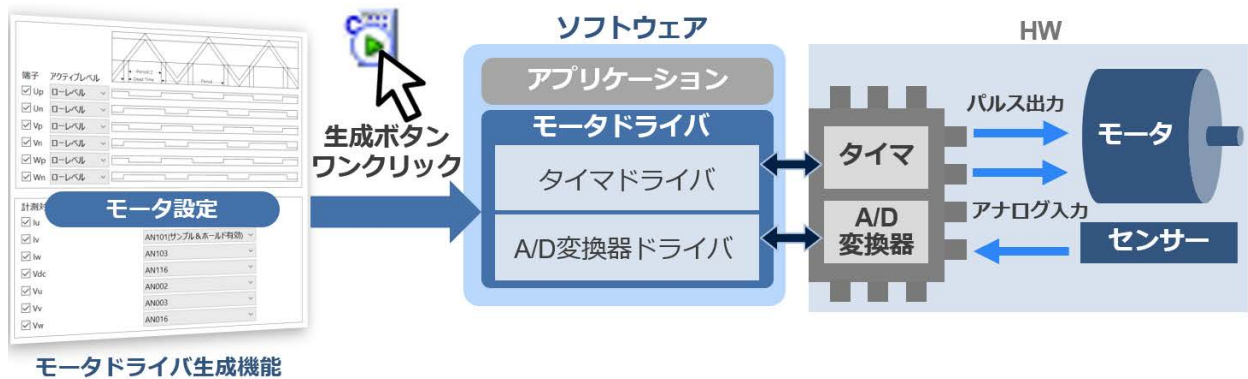 端子 アクティブレベル
Period/2
Dead Time
Period
Up ローレベル
Un ローレベル
Vp ローレベル
Vn ローレベル
Wp ローレベル
Wn ローレベル
モータ設定
計測対
Iu
Iv AN101(サンプル&ホールド有効)
Iw AN103
Vdc AN116
Vu AN002
Vv AN003
Vw AN016
モータドライバ生成機能
C
生成ボタン
ワンクリック
ソフトウェア
アプリケーション
モータドライバ
タイマドライバ
A/D変換器ドライバ
HW
タイマ
A/D
変換器
パルス出力
アナログ入力
モータ
センサー